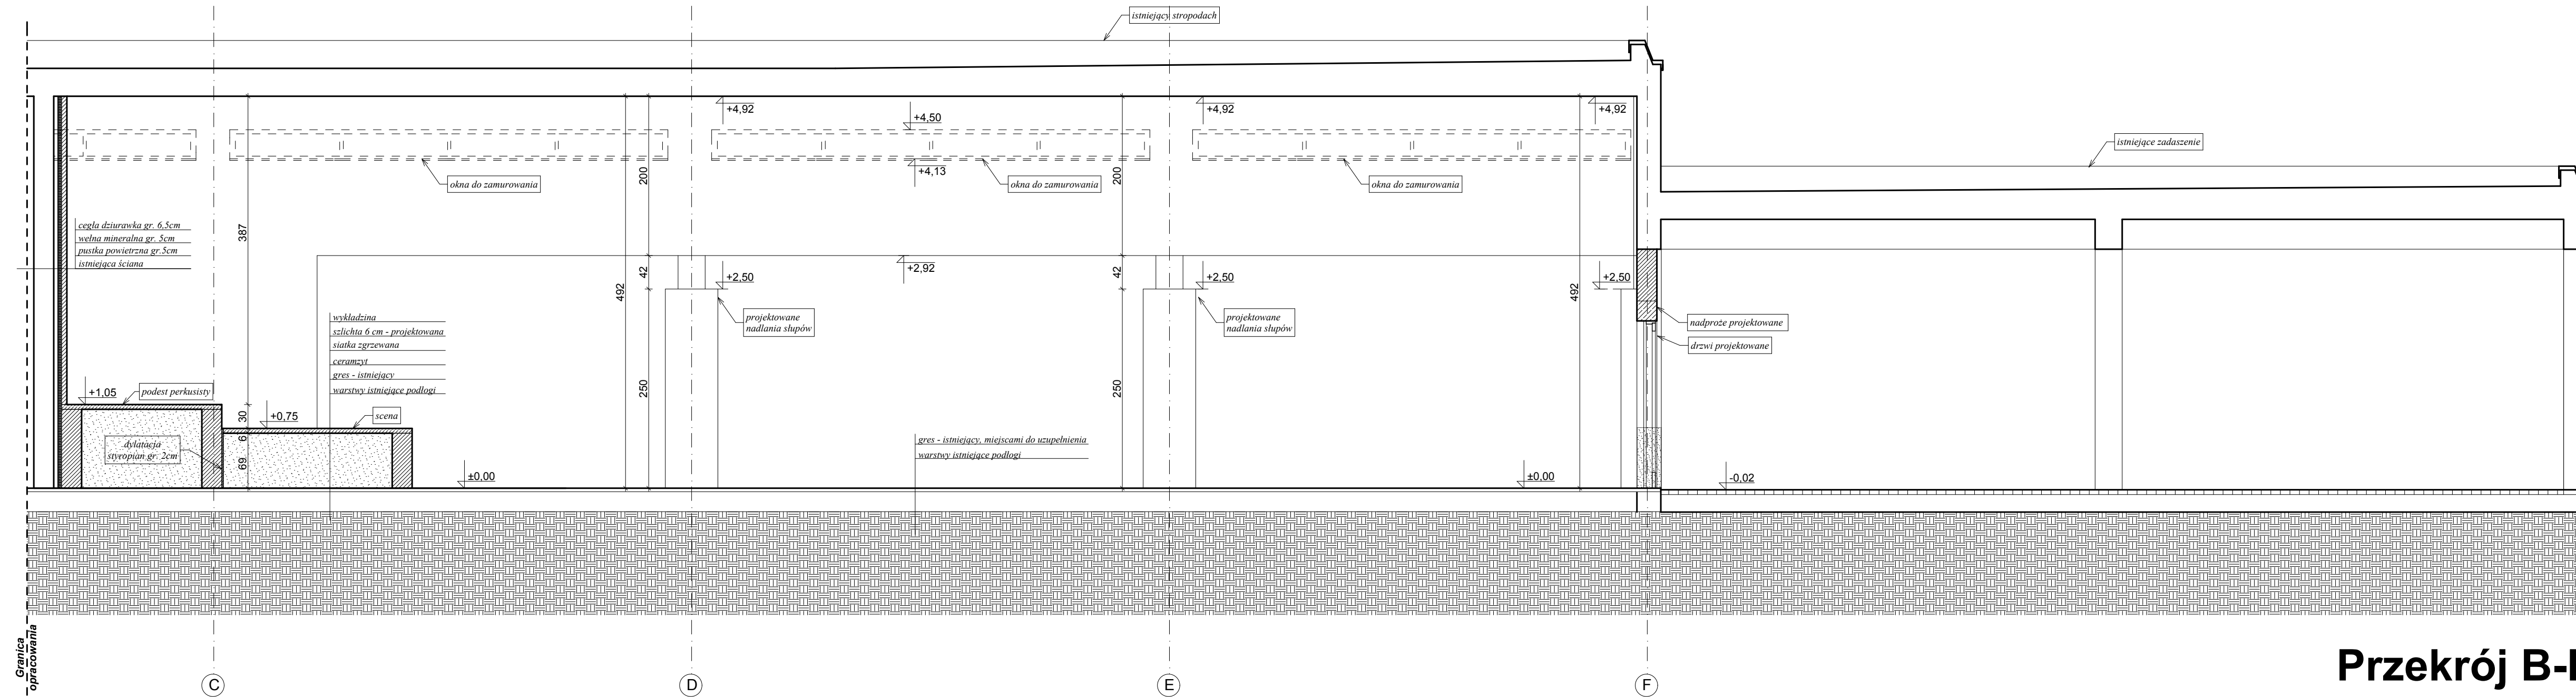 istniejący stropodach
+4,92
+4,50
+4,92
+4,92
istniejące zadaszenie
+4,13
okna do zamurowania
okna do zamurowania
okna do zamurowania
200
200
387
cegła dziurawka gr. 6,5cm
wełna mineralna gr. 5cm
pustka powietrzna gr.5cm
istniejąca ściana
+2,92
42
42
+2,50
+2,50
+2,50
492
492
projektowane
nadlania słupów
projektowane
nadlania słupów
nadproże projektowane
drzwi projektowane
wykładzina
szlichta 6 cm - projektowana
siatka zgrzewana
ceramzyt
gres - istniejący
warstwy istniejące podłogi
250
250
+1,05
podest perkusisty
+0,75
scena
30
6
69
dylatacja
styropian gr. 2cm
gres - istniejący, miejscami do uzupełnienia
warstwy istniejące podłogi
±0,00
±0,00
-0,02
Granica
opracowania
Przekrój B-
C
D
E
F